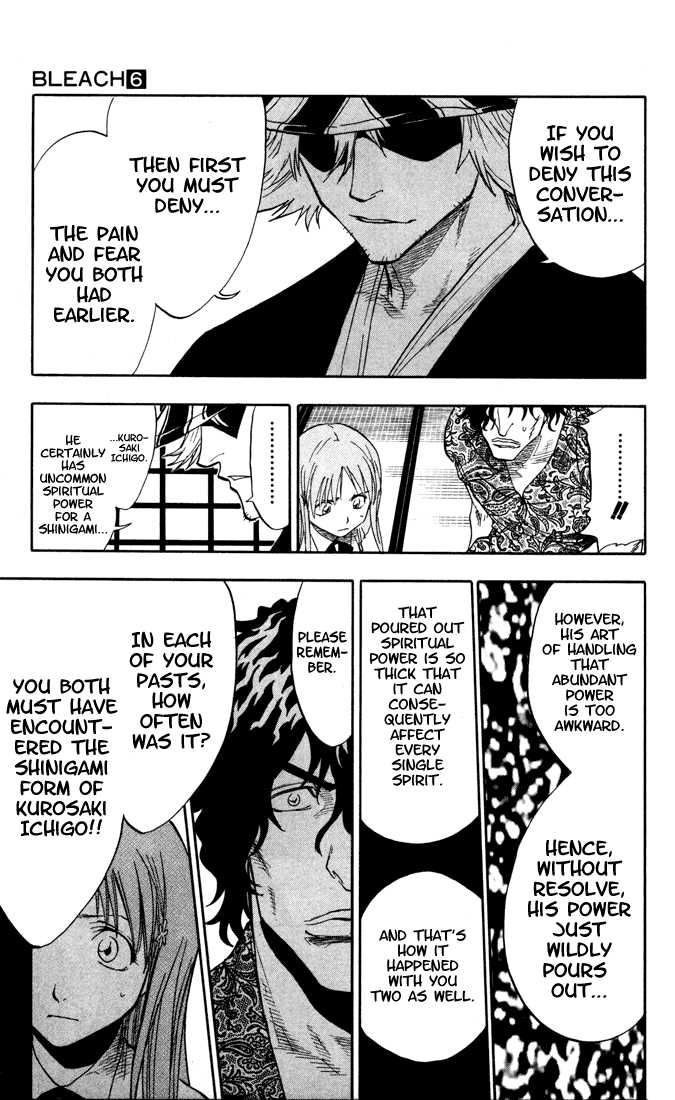 BLEACH 6
IF YOU
WISH TO
DENY THIS
CONVER-
SATION...
THEN FIRST
YOU MUST
DENY...
THE PAIN
AND FEAR
YOU BOTH
HAD
EARLIER.
.........
........!!
.........
...KURO-
SAKI
ICHIGO.
HE
CERTAINLY
HAS
UNCOMMON
SPIRITUAL
POWER
FOR A
SHINIGAMI...
HOWEVER,
HIS ART
OF HANDLING
THAT
ABUNDANT
POWER
IS TOO
AWKWARD.
HENCE,
WITHOUT
RESOLVE,
HIS POWER
JUST
WILDLY
POURS
OUT...
THAT
POURED OUT
SPIRITUAL
POWER IS SO
THICK THAT
IT CAN
CONSE-
QUENTLY
AFFECT
EVERY
SINGLE
SPIRIT.
AND THAT'S
HOW IT
HAPPENED
WITH YOU
TWO AS WELL.
PLEASE
REMEM-
BER.
IN EACH
OF YOUR
PASTS,
HOW
OFTEN
WAS IT?
YOU BOTH
MUST HAVE
ENCOUNT-
ERED THE
SHINIGAMI
FORM OF
KUROSAKI
ICHIGO!!